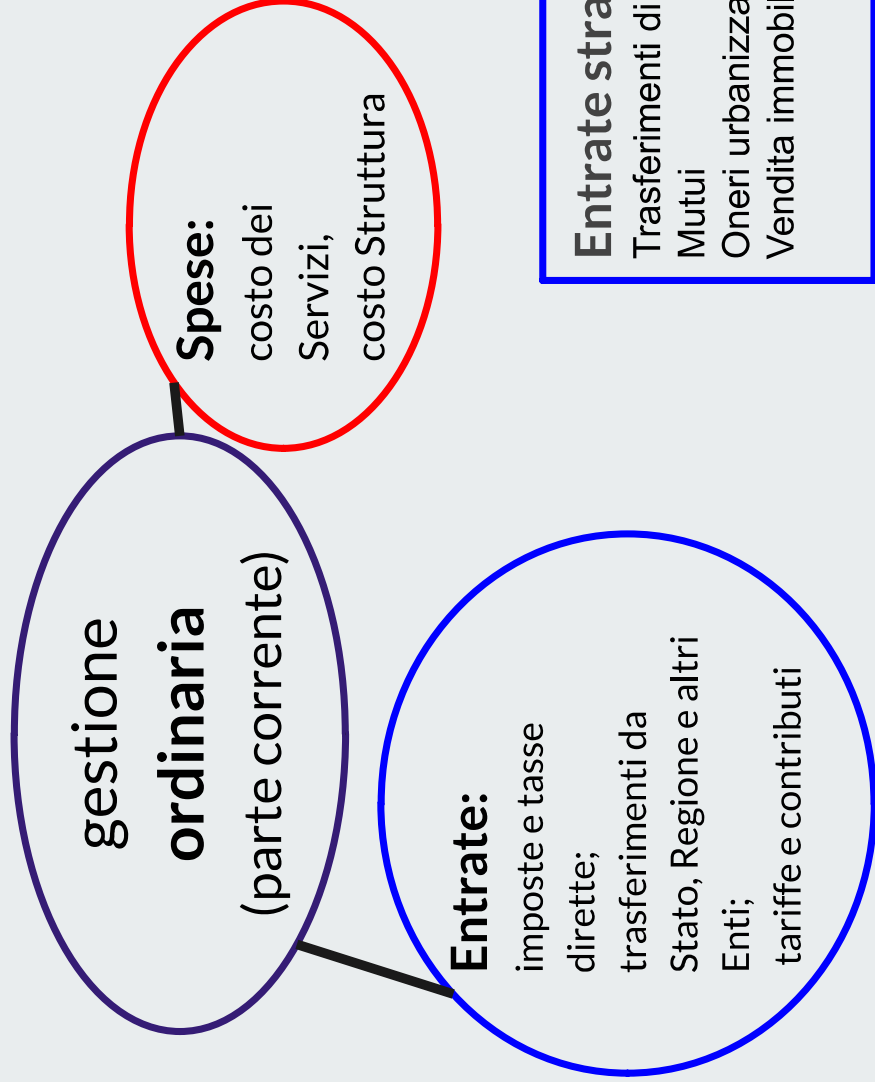 gestione
ordinaria
(parte corrente)
Spese:
costo dei
Servizi,
costo Struttura
Entrate:
imposte e tasse
dirette;
trasferimenti da
Stato, Regione e altri
Enti;
tariffe e contributi
Entrate stra
Trasferimenti di
Mutui
Oneri urbanizza
Vendita immobil